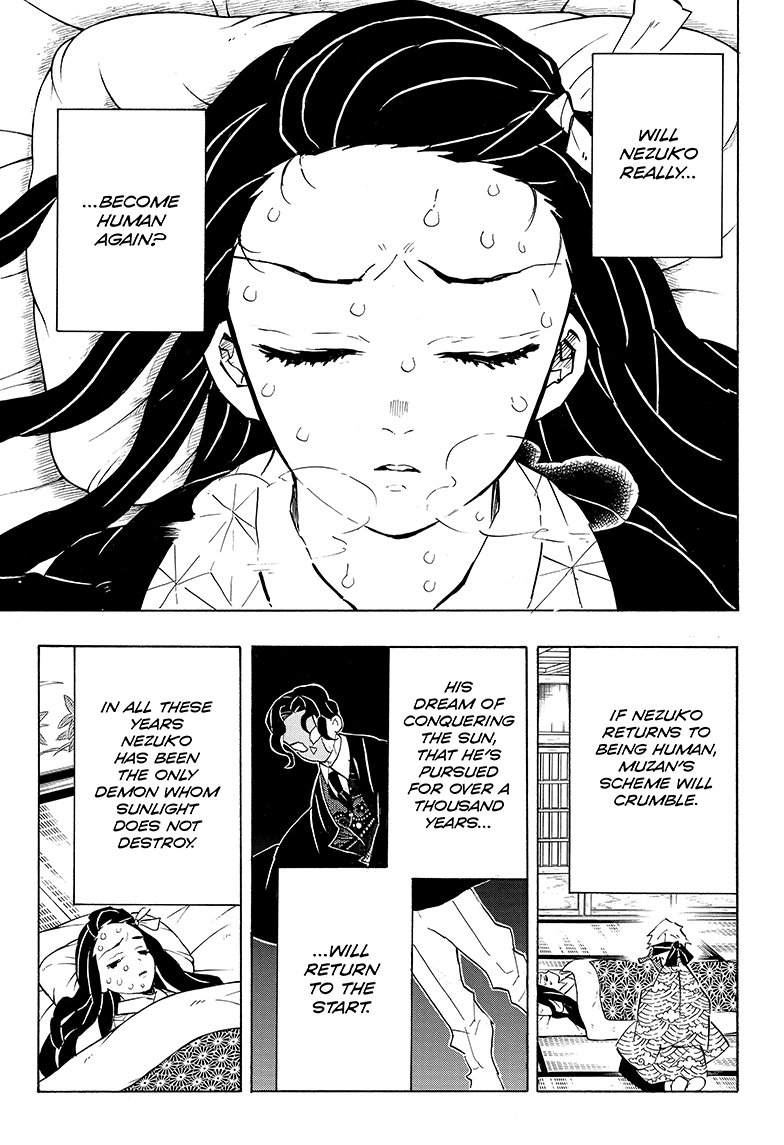 WILL
NEZUKO
REALLY...
...BECOME
HUMAN
AGAIN?
IF NEZUKO
RETURNS TO
BEING HUMAN,
MUZAN'S
SCHEME WILL
CRUMBLE.
HIS
DREAM OF
CONQUERING
THE SUN,
THAT HE'S
PURSUED
FOR OVER A
THOUSAND
YEARS...
...WILL
RETURN
TO THE
START.
IN ALL THESE
YEARS
NEZUKO
HAS BEEN
THE ONLY
DEMON WHOM
SUNLIGHT
DOES NOT
DESTROY.